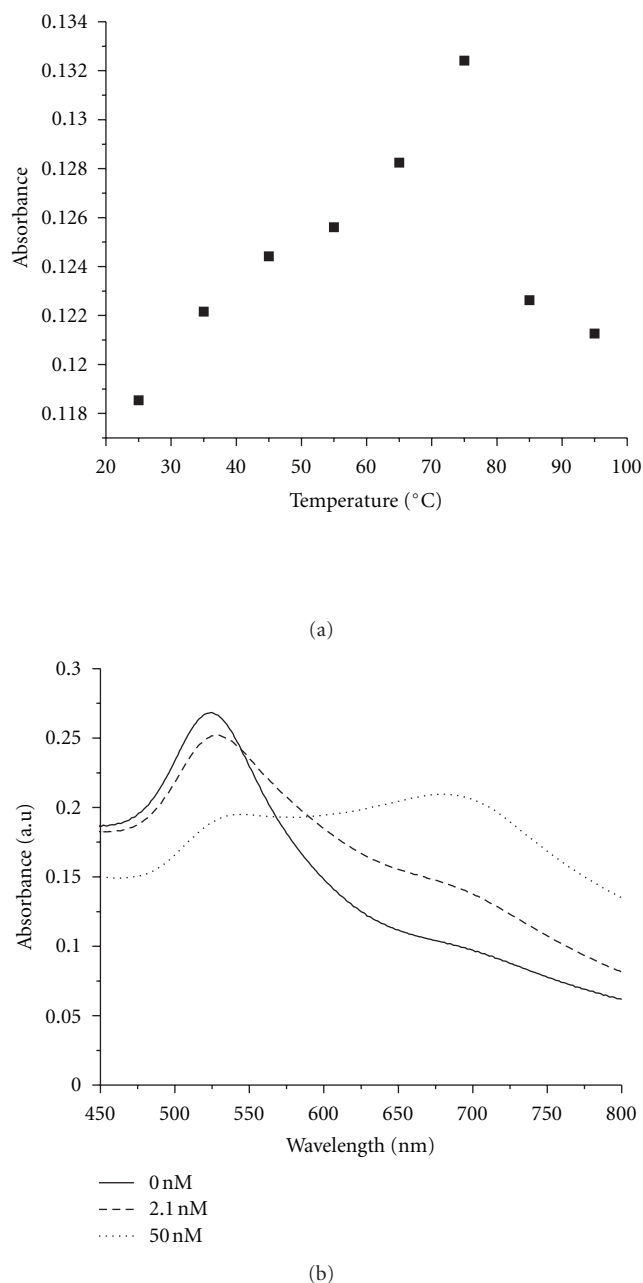 0.134
0.132
0.13
0.128
0.126
0.124
0.122
0.12
0.118
Absorbance
20 30 40 50 60 70 80 90 100
Temperature (°C)
(a)
0.3
0.25
0.2
0.15
0.1
0.05
0
Absorbance (a.u)
450 500 550 600 650 700 750 800
Wavelength (nm)
0 nM
2.1 nM
50 nM
(b)